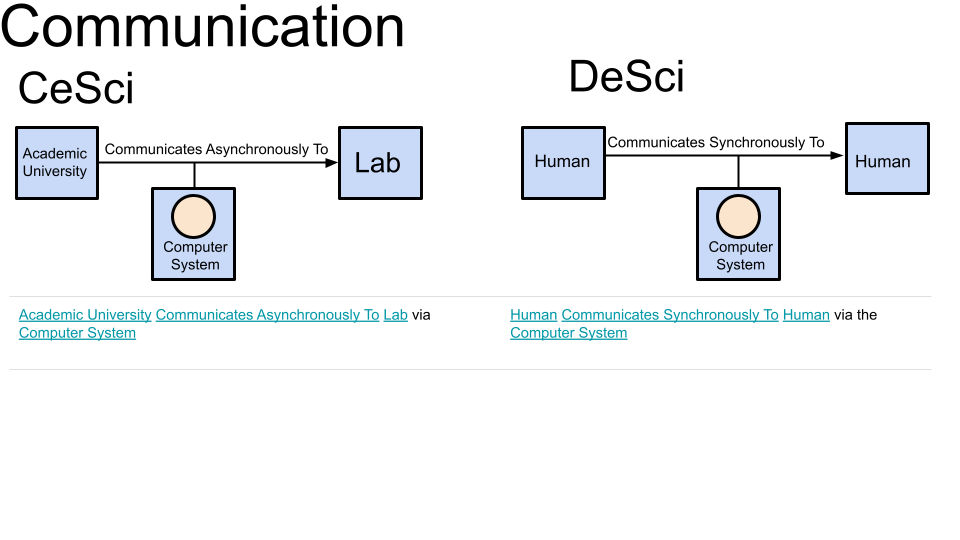 Communication
CeSci
DeSci
Academic
University
Communicates Asynchronously To
Lab
Computer
System
Human
Communicates Synchronously To
Human
Computer
System
Academic University Communicates Asynchronously To Lab via
Computer System
Human Communicates Synchronously To Human via the
Computer System